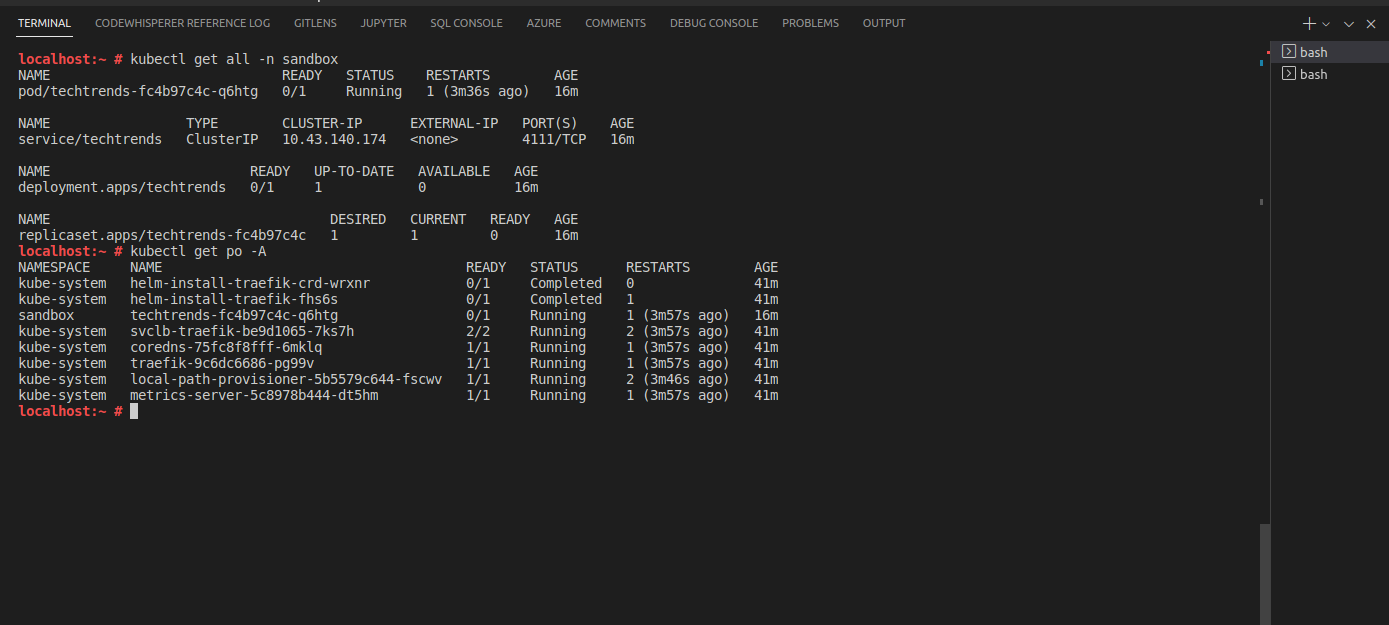 TERMINAL CODEWHISPERER REFERENCE LOG GITLENS JUPYTER SQL CONSOLE AZURE COMMENTS DEBUG CONSOLE PROBLEMS OUTPUT
bash
bash
localhost:~ # kubectl get all -n sandbox
NAME READY STATUS RESTARTS AGE
pod/techtrends-fc4b97c4c-q6htg 0/1 Running 1 (3m36s ago) 16m
NAME TYPE CLUSTER-IP EXTERNAL-IP PORT(S) AGE
service/techtrends ClusterIP 10.43.140.174 <none> 4111/TCP 16m
NAME READY UP-TO-DATE AVAILABLE AGE
deployment.apps/techtrends 0/1 1 0 16m
NAME DESIRED CURRENT READY AGE
replicaset.apps/techtrends-fc4b97c4c 1 1 0 16m
localhost:~ # kubectl get po -A
NAMESPACE NAME READY STATUS RESTARTS AGE
kube-system helm-install-traefik-crd-wrxnr 0/1 Completed 0 41m
kube-system helm-install-traefik-fhs6s 0/1 Completed 1 41m
sandbox techtrends-fc4b97c4c-q6htg 0/1 Running 1 (3m57s ago) 16m
kube-system svclb-traefik-be9d1065-7ks7h 2/2 Running 2 (3m57s ago) 41m
kube-system coredns-75fc8f8fff-6mklq 1/1 Running 1 (3m57s ago) 41m
kube-system traefik-9c6dc6686-pg99v 1/1 Running 1 (3m57s ago) 41m
kube-system local-path-provisioner-5b5579c644-fscwv 1/1 Running 2 (3m46s ago) 41m
kube-system metrics-server-5c8978b444-dt5hm 1/1 Running 1 (3m57s ago) 41m
localhost:~ #